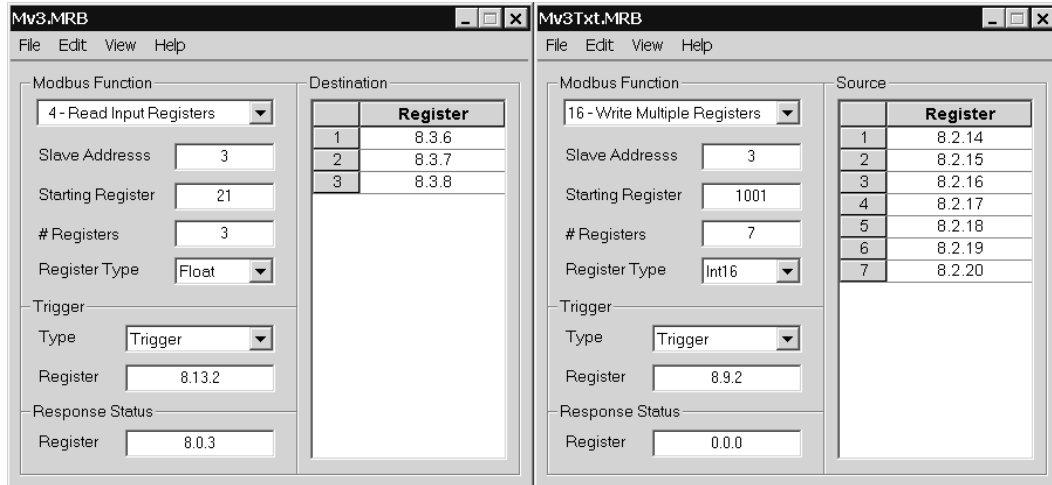 Mv3.MRB
File Edit View Help
Modbus Function
4 - Read Input Registers
Slave Addresss 3
Starting Register 21
# Registers 3
Register Type Float
Trigger
Type Trigger
Register 8.13.2
Response Status
Register 8.0.3
Destination
Register
1 8.3.6
2 8.3.7
3 8.3.8
Mv3Txt.MRB
File Edit View Help
Modbus Function
16 - Write Multiple Registers
Slave Addresss 3
Starting Register 1001
# Registers 7
Register Type Int16
Trigger
Type Trigger
Register 8.9.2
Response Status
Register 0.0.0
Source
Register
1 8.2.14
2 8.2.15
3 8.2.16
4 8.2.17
5 8.2.18
6 8.2.19
7 8.2.20